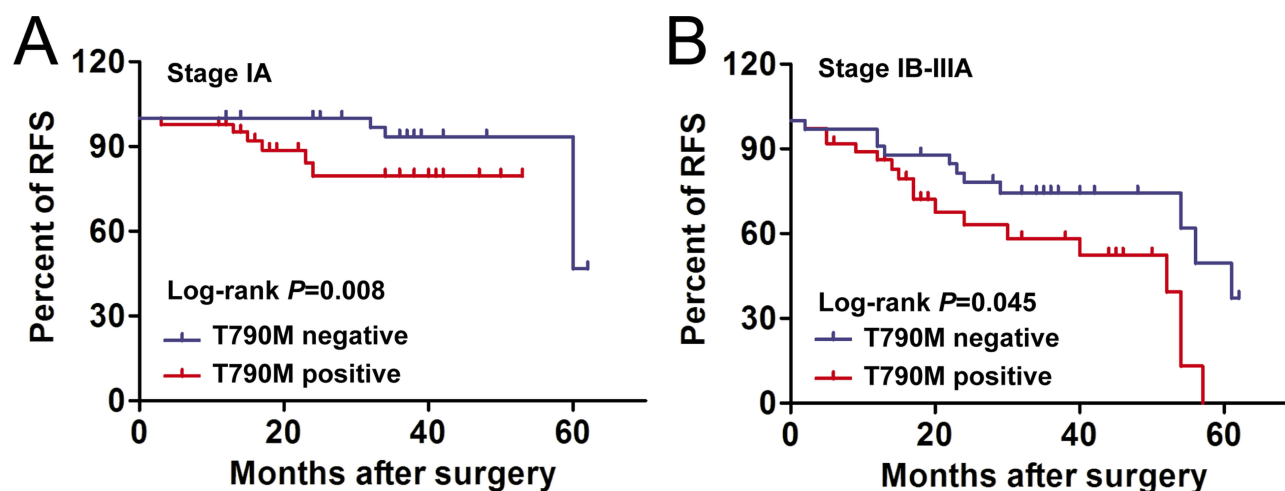 A
Percent of RFS
120
90
60
30
0
Stage IA
Log-rank P=0.008
T790M negative
T790M positive
0 20 40 60
Months after surgery
B
Percent of RFS
120
90
60
30
0
Stage IB-IIIA
Log-rank P=0.045
T790M negative
T790M positive
0 20 40 60
Months after surgery